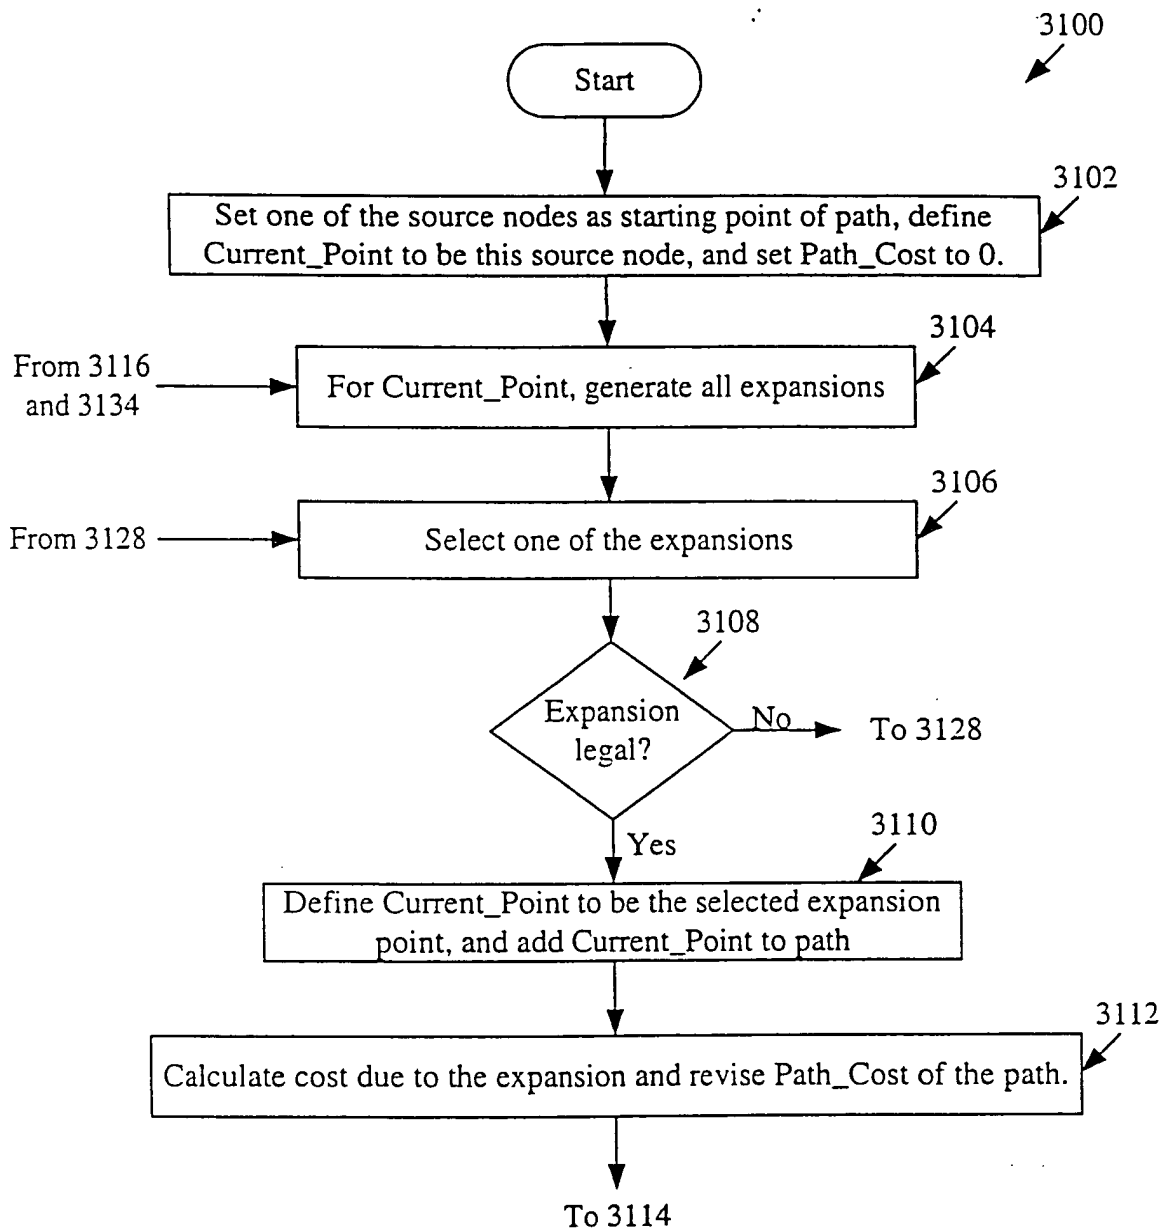 3100
Start
3102
Set one of the source nodes as starting point of path, define
Current_Point to be this source node, and set Path_Cost to 0.
3104
From 3116
and 3134
For Current_Point, generate all expansions
3106
From 3128
Select one of the expansions
3108
Expansion
legal?
No
To 3128
Yes
3110
Define Current_Point to be the selected expansion
point, and add Current_Point to path
3112
Calculate cost due to the expansion and revise Path_Cost of the path.
To 3114